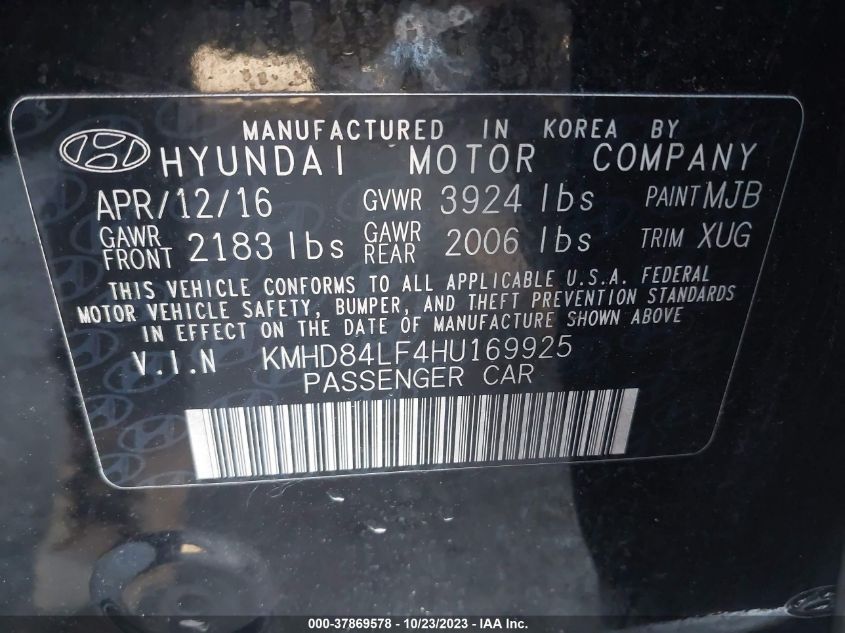 MANUFACTURED IN KOREA BY
HYUNDAI MOTOR COMPANY
APR/12/16 GVWR 3924 lbs PAINT MJB
GAWR FRONT 2183 lbs GAWR REAR 2006 lbs TRIM XUG
THIS VEHICLE CONFORMS TO ALL APPLICABLE U.S.A. FEDERAL
MOTOR VEHICLE SAFETY, BUMPER, AND THEFT PREVENTION STANDARDS
IN EFFECT ON THE DATE OF MANUFACTURE SHOWN ABOVE
V.I.N KMHD84LF4HU169925
PASSENGER CAR
000-37869578 - 10/23/2023 - IAA Inc.